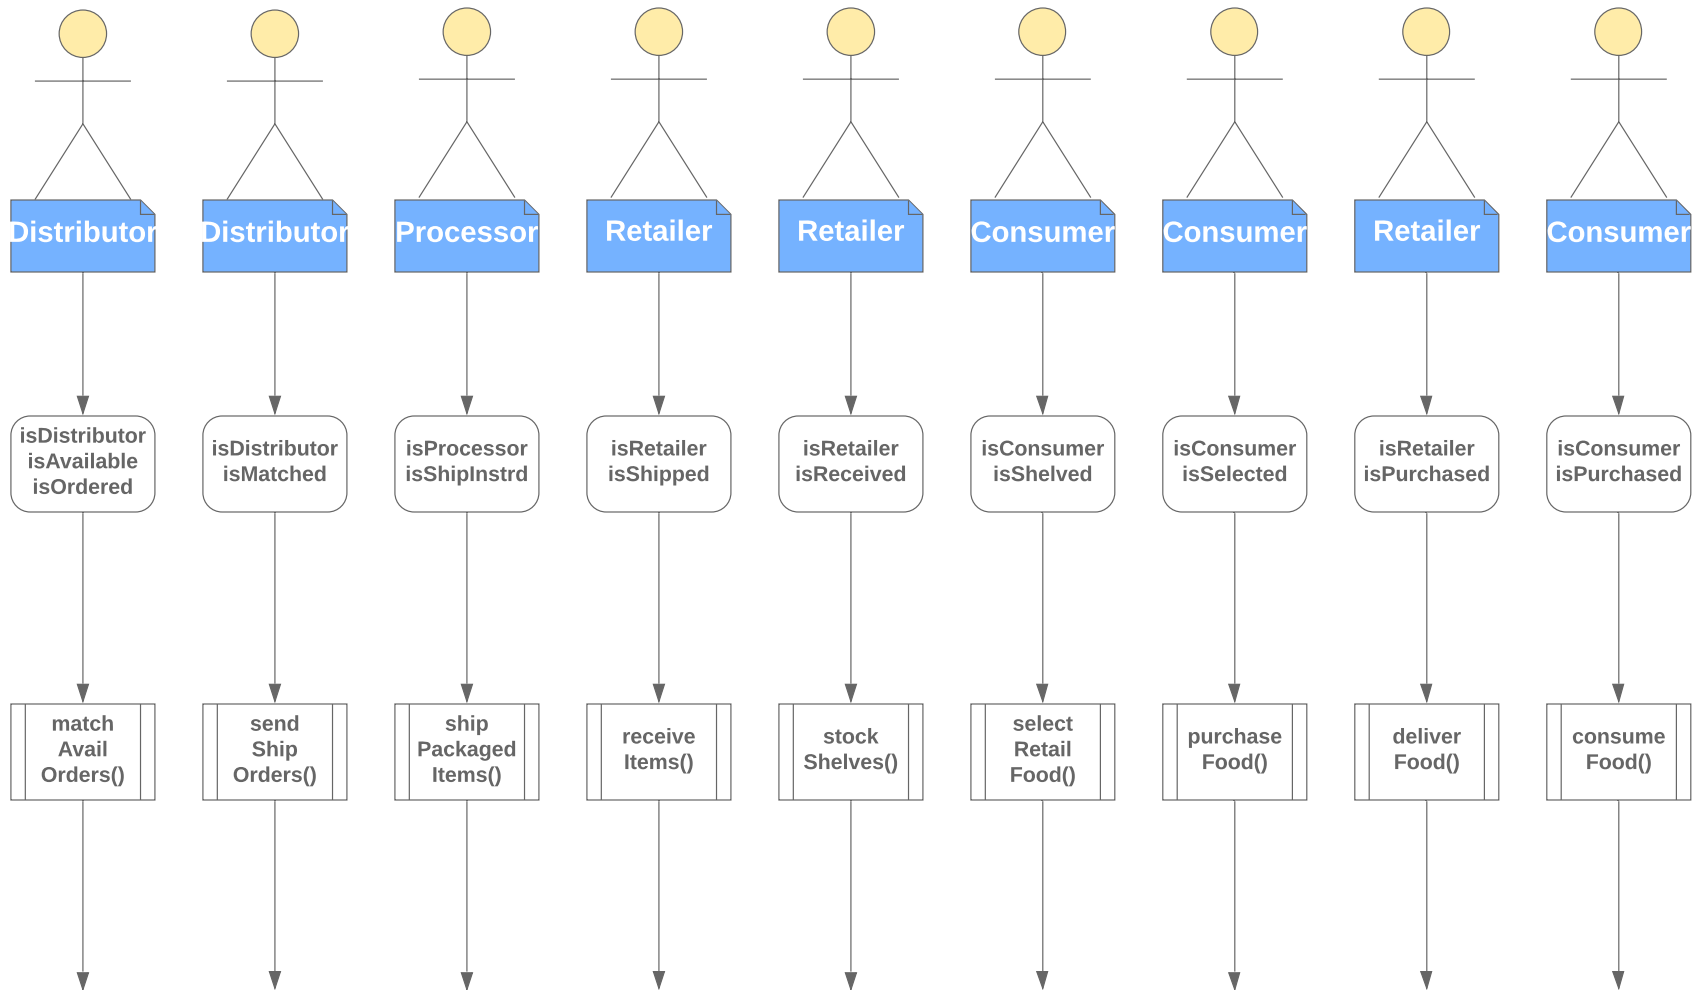 Distributor
Distributor
Processor
Retailer
Retailer
Consumer
Consumer
Retailer
Consumer
isDistributor
isAvailable
isOrdered
isDistributor
isMatched
isProcessor
isShipInstrd
isRetailer
isShipped
isRetailer
isReceived
isConsumer
isShelved
isConsumer
isSelected
isRetailer
isPurchased
isConsumer
isPurchased
match
Avail
Orders()
send
Ship
Orders()
ship
Packaged
Items()
receive
Items()
stock
Shelves()
select
Retail
Food()
purchase
Food()
deliver
Food()
consume
Food()